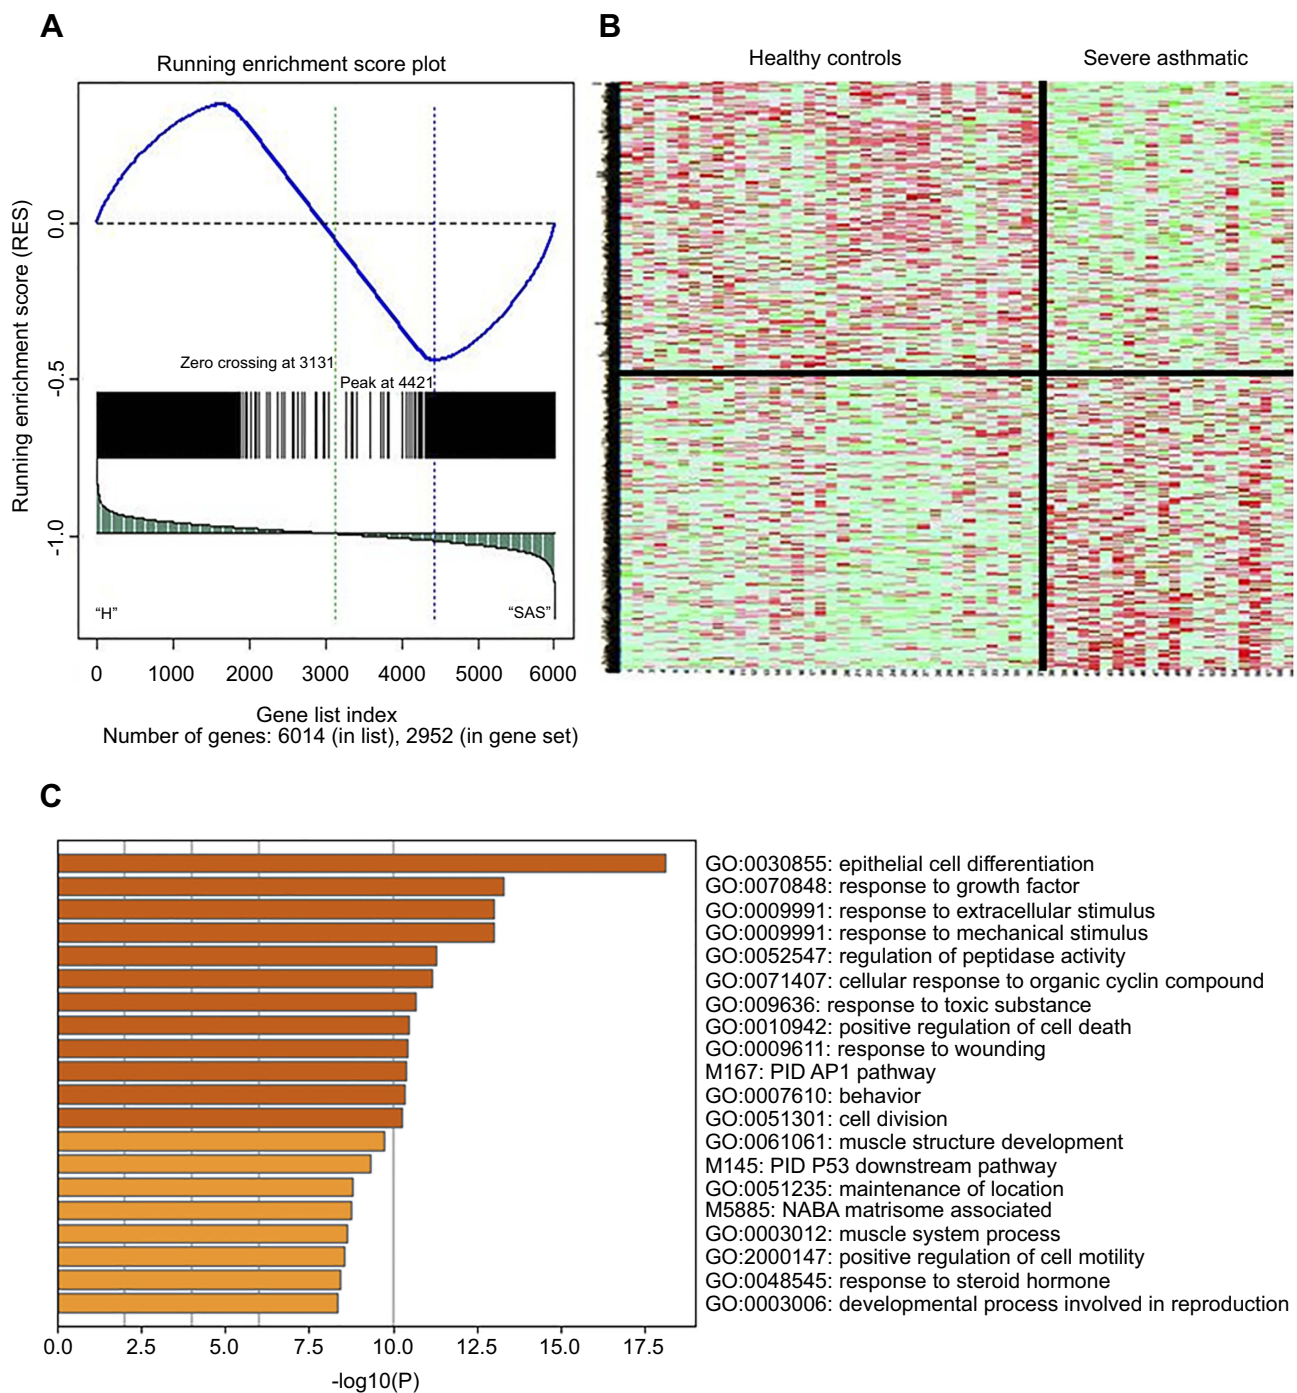 A
Running enrichment score plot
Running enrichment score (RES)
0.0
-0.5
-1.0
Zero crossing at 3131
Peak at 4421
“H”
“SAS”
0 1000 2000 3000 4000 5000 6000
Gene list index
Number of genes: 6014 (in list), 2952 (in gene set)
B
Healthy controls
Severe asthmatic
C
GO:0030855: epithelial cell differentiation
GO:0070848: response to growth factor
GO:0009991: response to extracellular stimulus
GO:0009991: response to mechanical stimulus
GO:0052547: regulation of peptidase activity
GO:0071407: cellular response to organic cyclin compound
GO:009636: response to toxic substance
GO:0010942: positive regulation of cell death
GO:0009611: response to wounding
M167: PID AP1 pathway
GO:0007610: behavior
GO:0051301: cell division
GO:0061061: muscle structure development
M145: PID P53 downstream pathway
GO:0051235: maintenance of location
M5885: NABA matrisome associated
GO:0003012: muscle system process
GO:2000147: positive regulation of cell motility
GO:0048545: response to steroid hormone
GO:0003006: developmental process involved in reproduction
0.0 2.5 5.0 7.5 10.0 12.5 15.0 17.5
-log10(P)